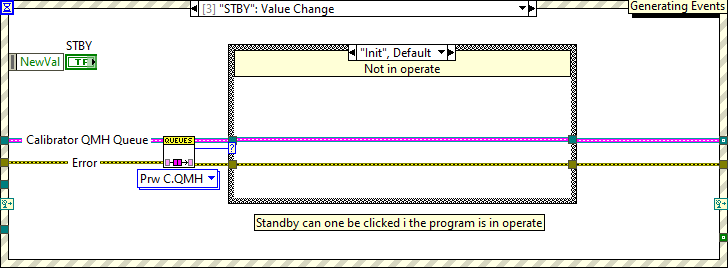 [3] "STBY": Value Change
Generating Events
STBY
NewVal
TF
"Init", Default
Not in operate
Calibrator QMH Queue
QUEUES
?
Error
Prw C.QMH
Standby can one be clicked i the program is in operate